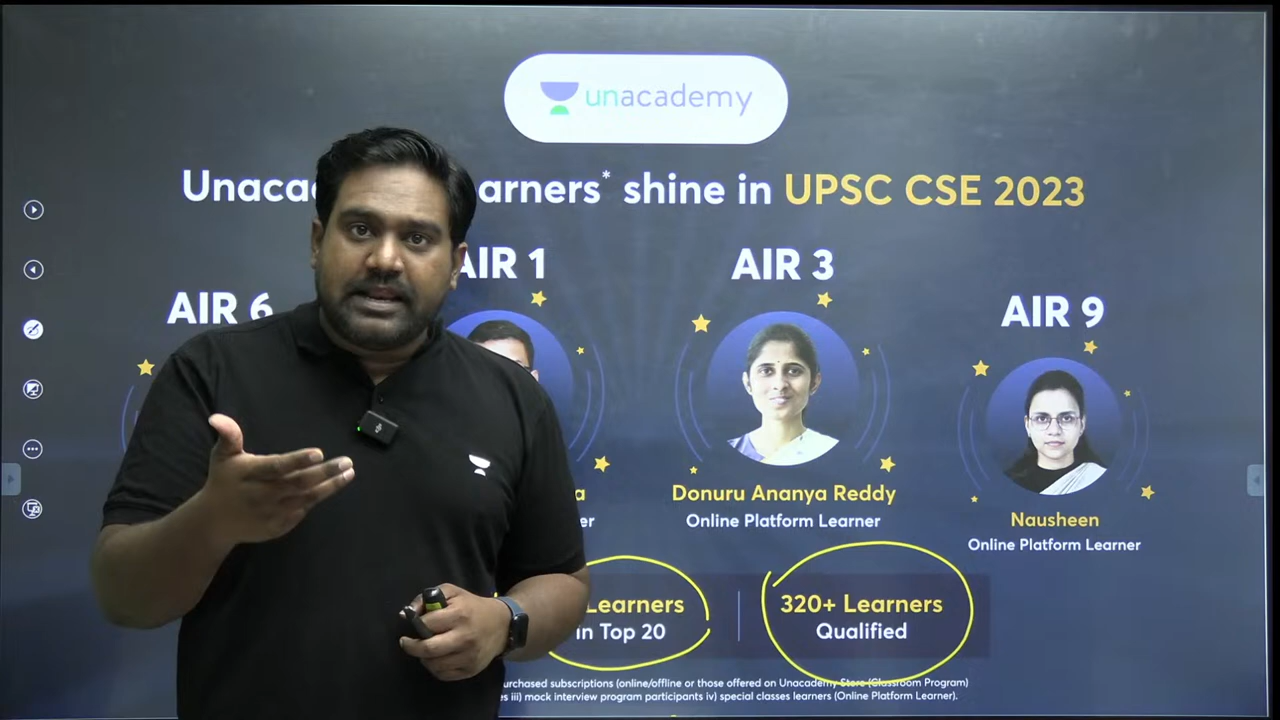 unacademy
arners* shine in UPSC CSE 2023
AIR 1
AIR 3
AIR 6
AIR 9
Donuru Ananya Reddy
Online Platform Learner
Nausheen
Online Platform Learner
Learners
in Top 20
320+ Learners
Qualified
urchased subscriptions (online/offline or those offered on Unacademy Store (Classroom Program)
iii) mock interview program participants iv) special classes learners (Online Platform Learner).